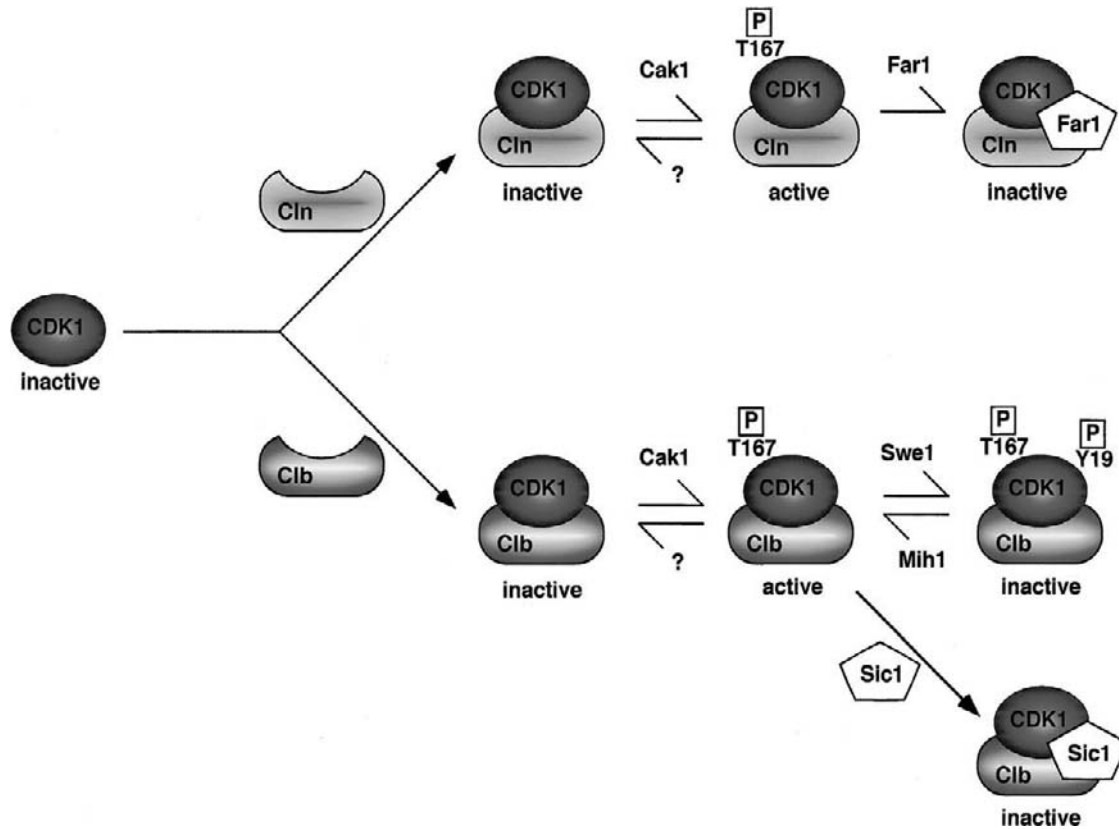 P
T167
Cak1
Far1
CDK1
CDK1
CDK1
Far1
Cln
Cln
Cln
?
inactive
active
inactive
Cln
CDK1
inactive
Clb
P
T167
P
T167
P
Y19
Cak1
Swe1
CDK1
CDK1
CDK1
Clb
Clb
Clb
?
Mih1
inactive
active
inactive
Sic1
CDK1
Sic1
Clb
inactive